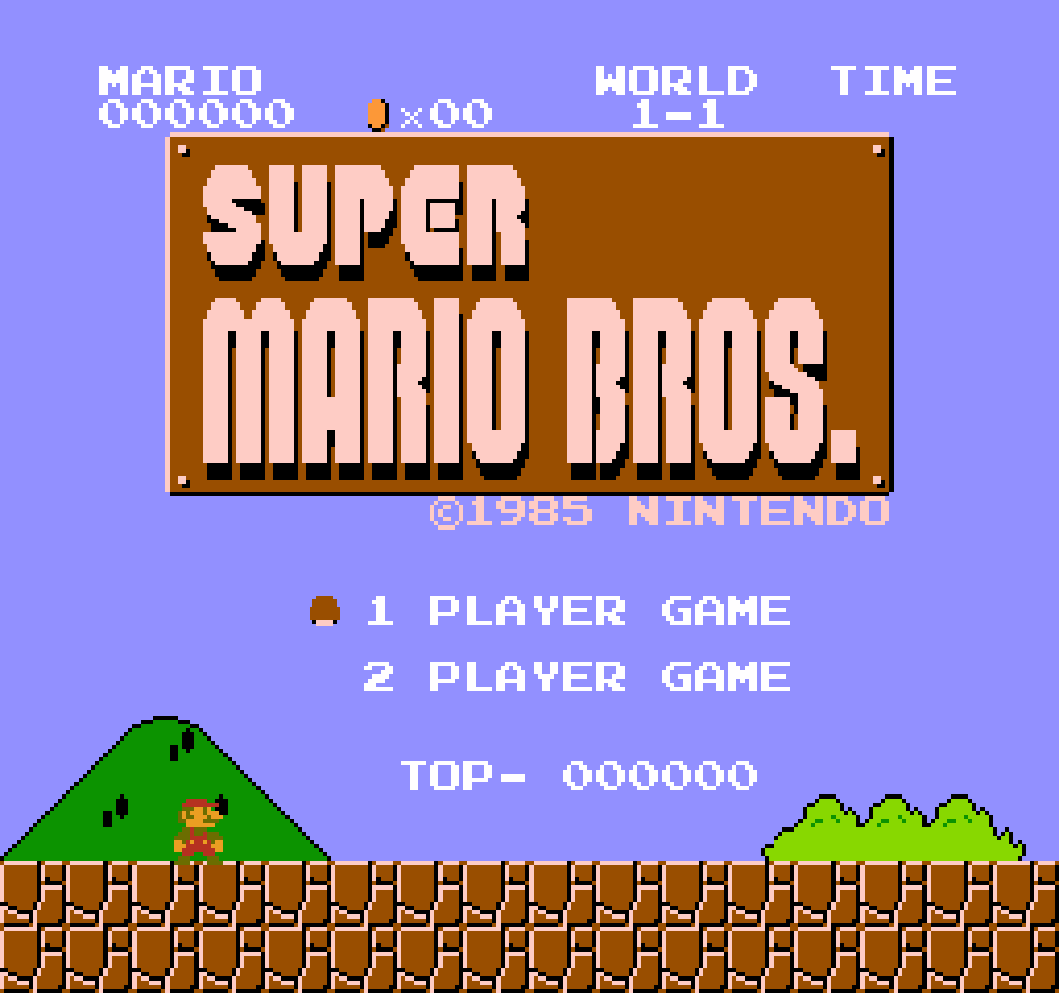 MARIO WORLD TIME
000000 ×00 1-1
SUPER
MARIO BROS.
©1985 NINTENDO
1 PLAYER GAME
2 PLAYER GAME
TOP- 000000